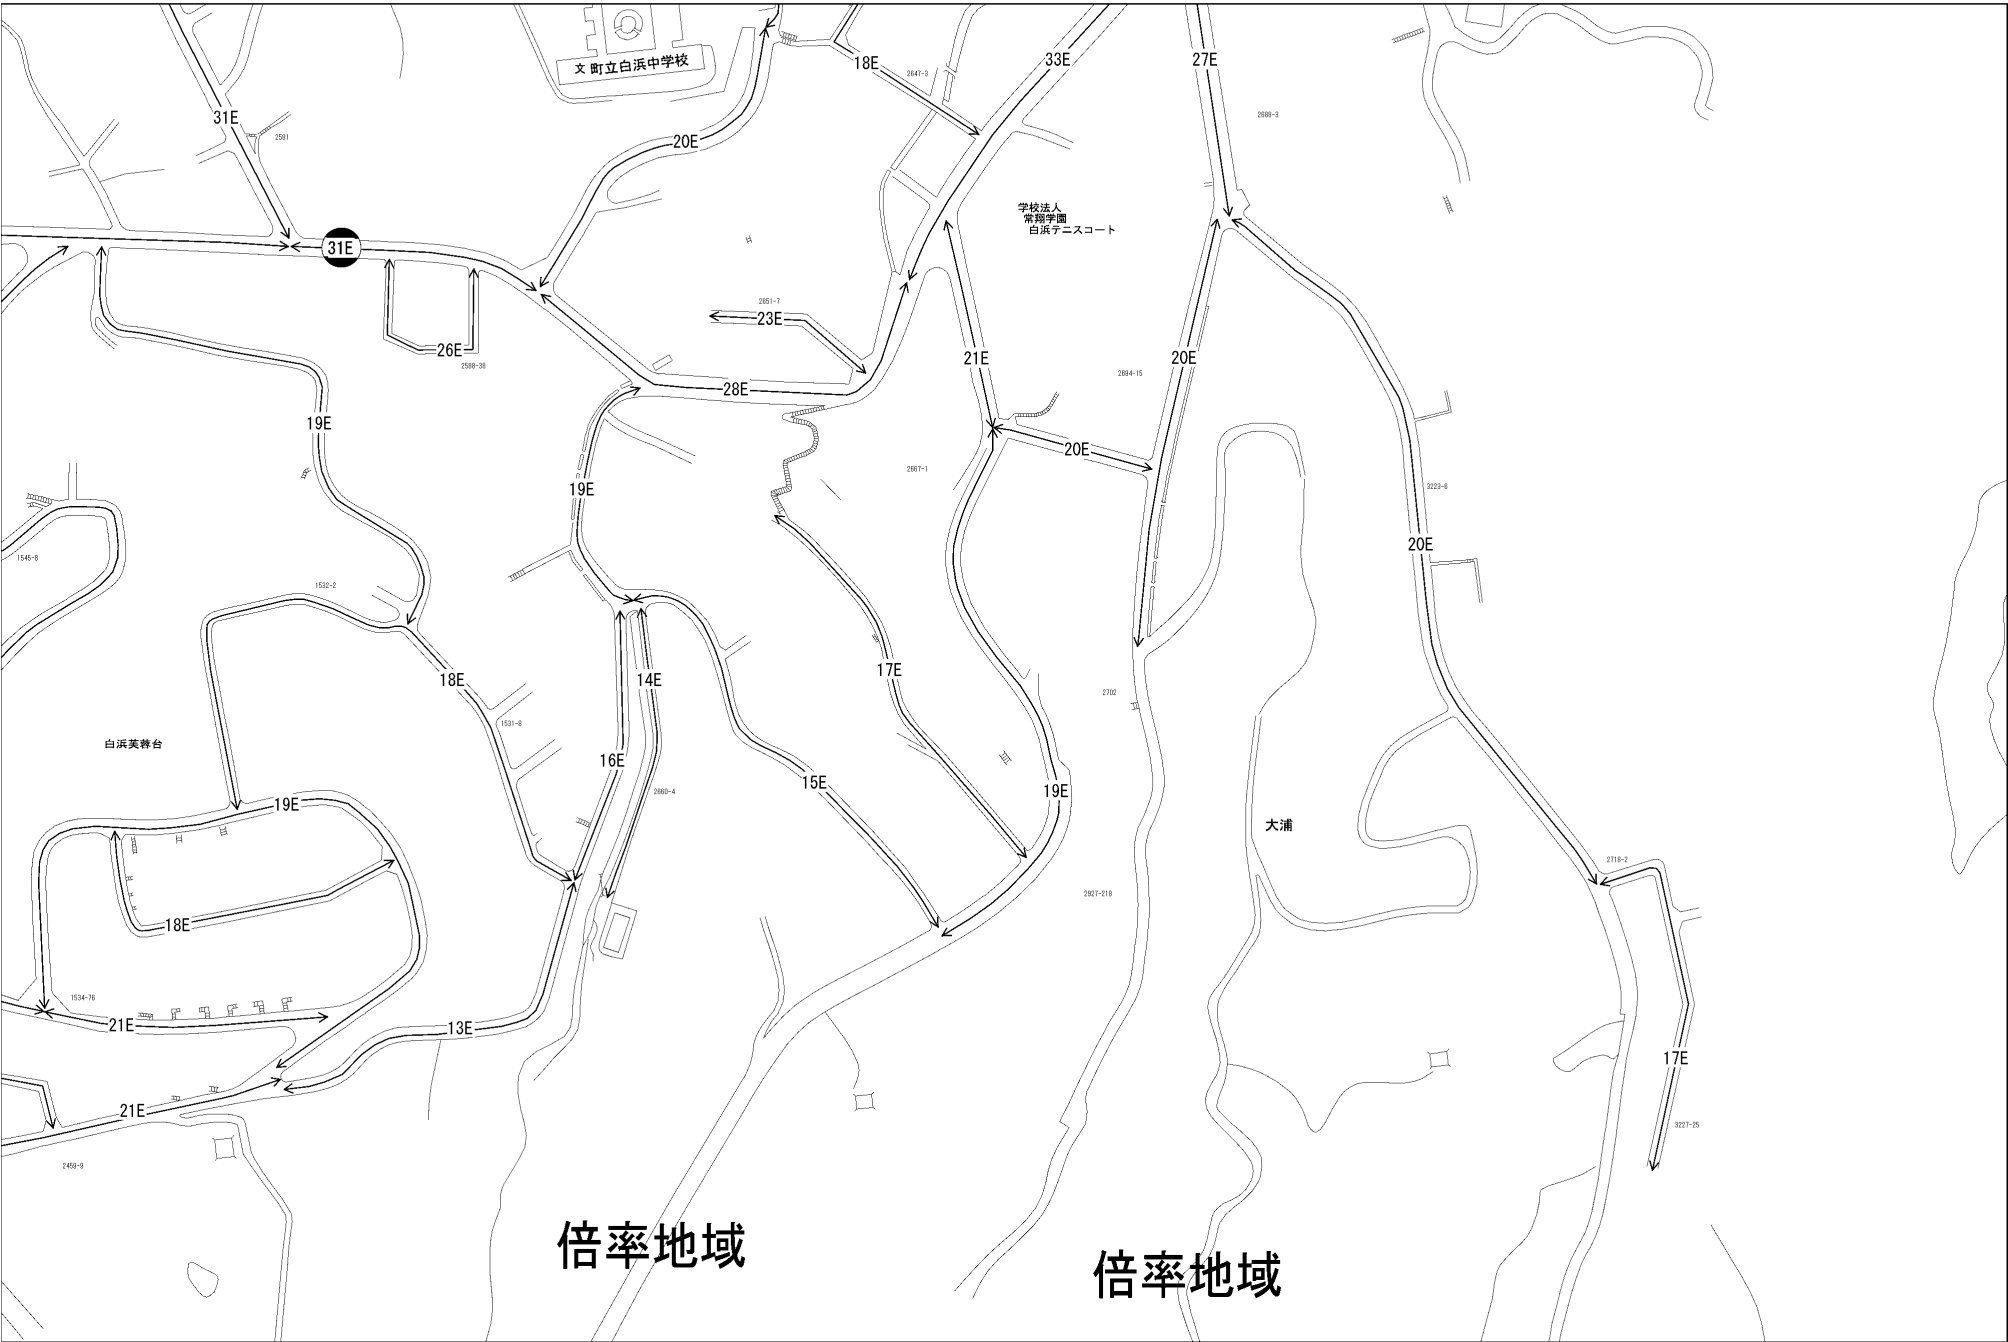 文 町立白浜中学校
18E
33E
27E
2647-3
31E
2581
20E
2688-3
学校法人
常翔学園
白浜テニスコート
31E
2651-7
23E
26E
2588-38
28E
21E
20E
2694-15
19E
20E
2667-1
19E
3223-6
20E
1545-8
1532-2
18E
14E
17E
2702
1531-8
白浜芙蓉台
16E
15E
19E
2660-4
19E
大浦
2718-2
2927-218
18E
1534-76
21E
13E
17E
21E
3227-25
2459-9
倍率地域
倍率地域